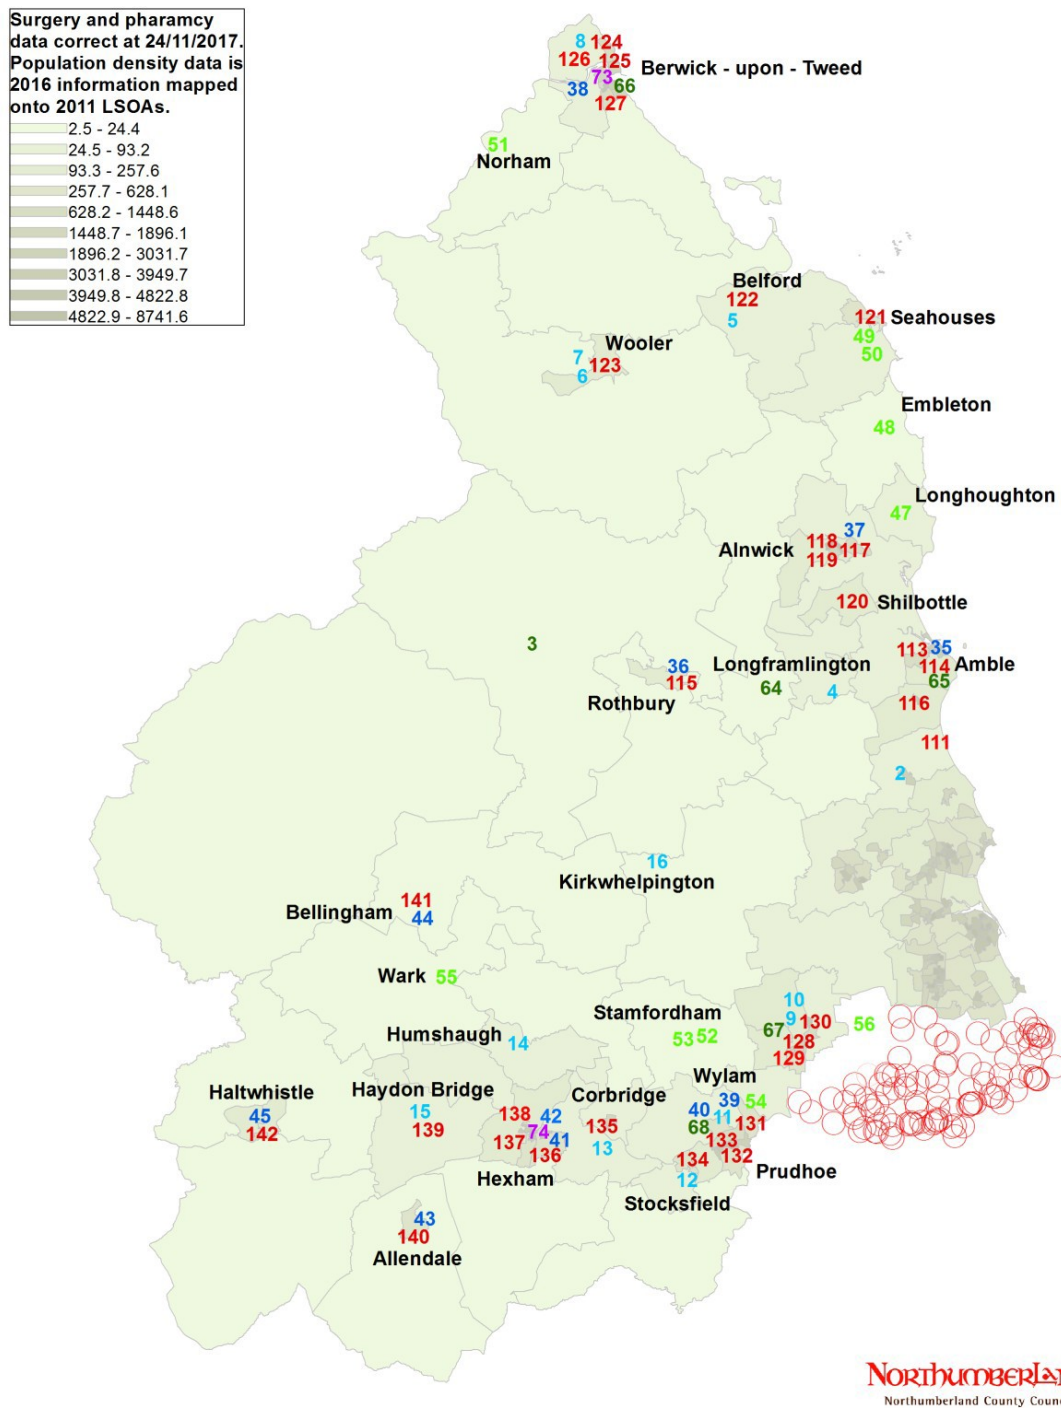 Surgery and pharamcy
data correct at 24/11/2017.
Population density data is
2016 information mapped
onto 2011 LSOAs.
2.5 - 24.4
24.5 - 93.2
93.3 - 257.6
257.7 - 628.1
628.2 - 1448.6
1448.7 - 1896.1
1896.2 - 3031.7
3031.8 - 3949.7
3949.8 - 4822.8
4822.9 - 8741.6
8 124
126 125
73
38 66
127
Berwick - upon - Tweed
51
Norham
Belford
122
5
121 Seahouses
49
50
Wooler
7
123
6
Embleton
48
Longhoughton
47
37
118
Alnwick 117
119
120 Shilbottle
3
113 35
114 Amble
65
116
36
115
Rothbury
Longframlington
64 4
111
2
16
Kirkwhelpington
141
Bellingham 44
Wark 55
Stamfordham
53 52
10
9 130 56
67
128
129
Humshaugh 14
Wylam
Haltwhistle
45
142
Haydon Bridge
15
139
138 42
74
137 41
136
Hexham
Corbridge
135
13
40 39 54
11
68 131
133
134 132
12
Prudhoe
Stocksfield
43
140
Allendale
Northumberla
Northumberland County Counc